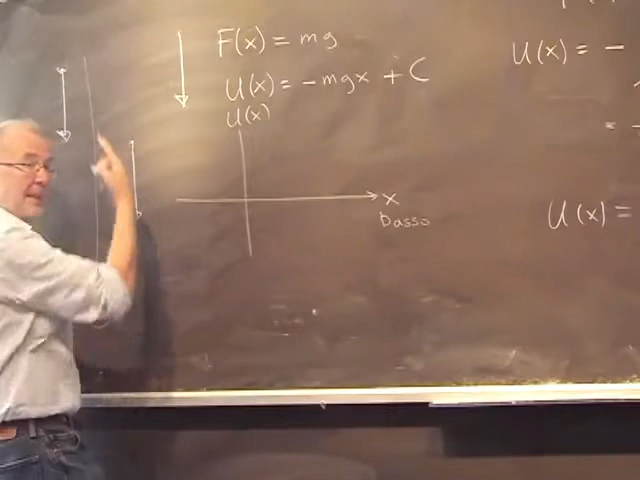 F(x) = mg
U(x) = -mgx + C
U(x)
x
basso
U(x) = -
U(x) =